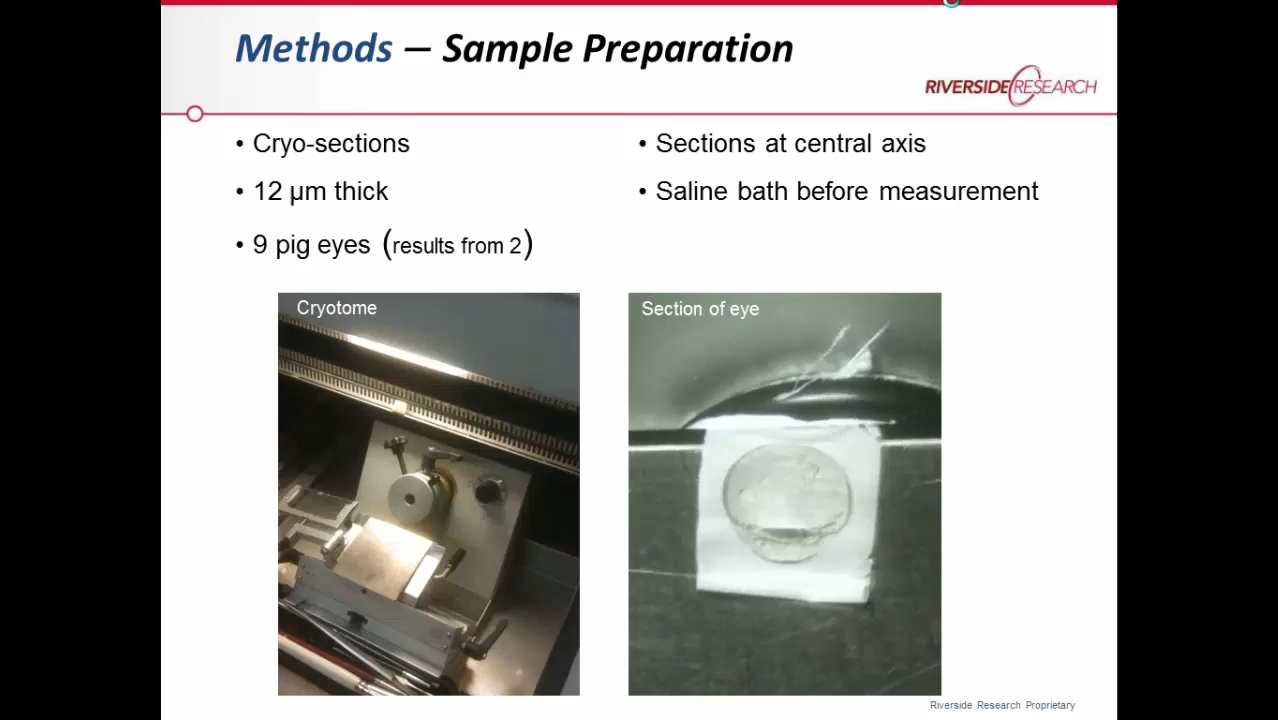 Methods – Sample Preparation
RIVERSIDE RESEARCH
• Cryo-sections
• 12 µm thick
• 9 pig eyes (results from 2)
• Sections at central axis
• Saline bath before measurement
Cryotome
Section of eye
Riverside Research Proprietary